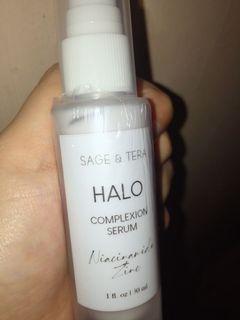 SAGE & TERA
HALO
COMPLEXION
SERUM
Niacinamide
Zinc
1 fl. oz | 30 ml